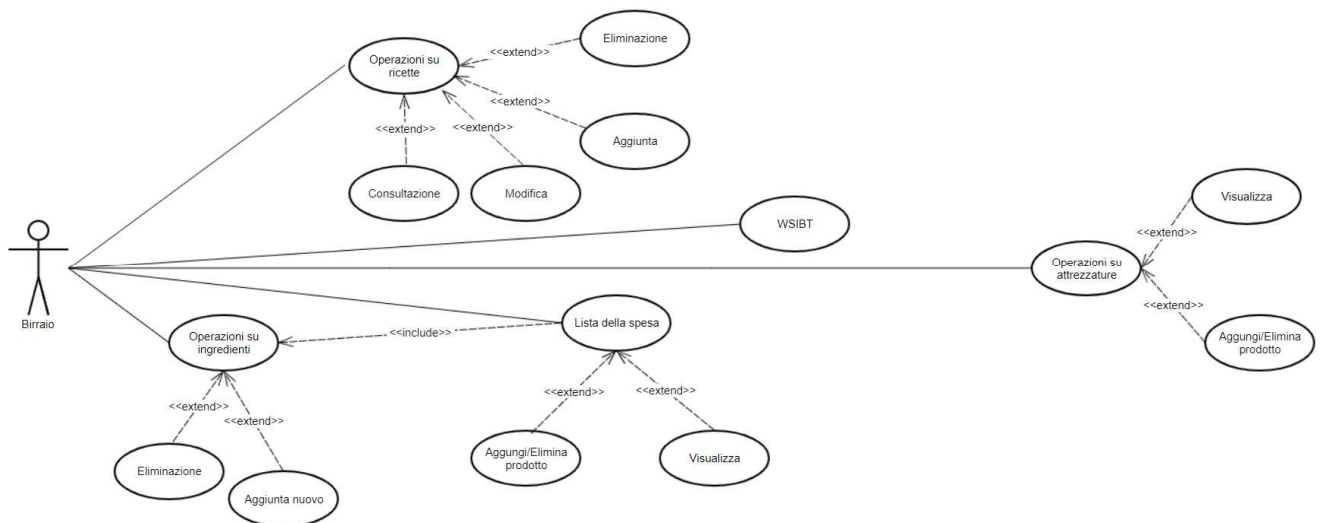 Eliminazione
<<extend>>
Operazioni su
ricette
<<extend>>
<<extend>>
<<extend>>
Aggiunta
Consultazione
Modifica
WSIBT
Visualizza
<<extend>>
Operazioni su
attrezzature
<<extend>>
Aggungi/Elimina
prodotto
Birraio
Operazioni su
ingredienti
<<include>>
Lista della spesa
<<extend>>
<<extend>>
<<extend>>
<<extend>>
Eliminazione
Aggiunta nuovo
Aggungi/Elimina
prodotto
Visualizza